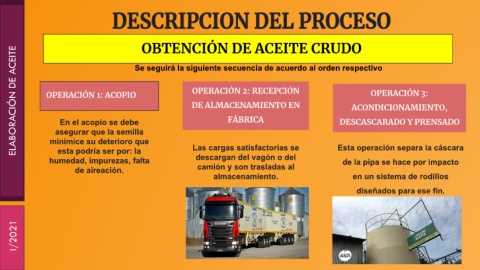 DESCRIPCION DEL PROCESO
OBTENCIÓN DE ACEITE CRUDO
Se seguirá la siguiente secuencia de acuerdo al orden respectivo
ELABORACIÓN DE ACEITE
I/2021
OPERACIÓN 1: ACOPIO
En el acopio se debe
asegurar que la semilla
minimice su deterioro que
esta podría ser por: la
humedad, impurezas, falta
de aireación.
OPERACIÓN 2: RECEPCIÓN
DE ALMACENAMIENTO EN
FÁBRICA
Las cargas satisfactorias se
descargan del vagón o del
camión y son trasladas al
almacenamiento.
OPERACIÓN 3:
ACONDICIONAMIENTO,
DESCASCARADO Y PRENSADO
Esta operación separa la cáscara
de la pipa se hace por impacto
en un sistema de rodillos
diseñados para ese fin.